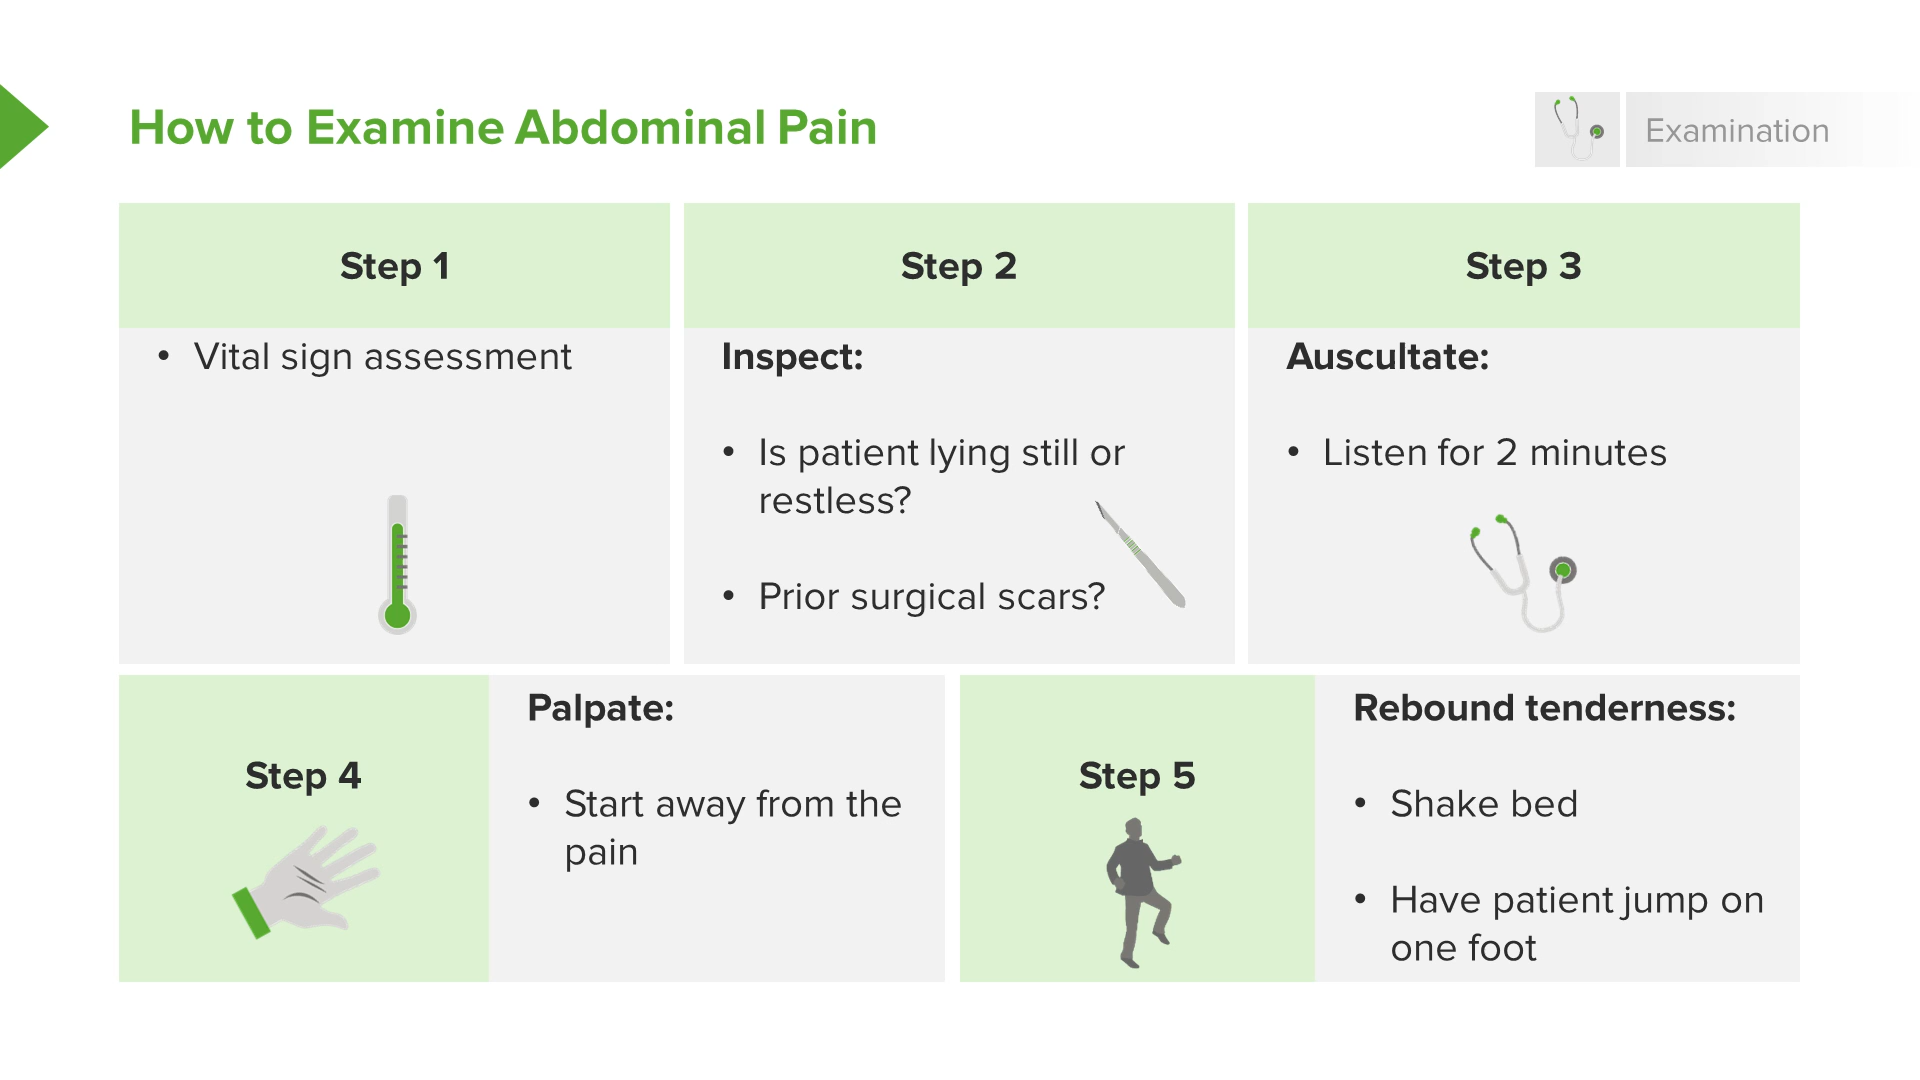 How to Examine Abdominal Pain
Examination
Step 1
• Vital sign assessment
Step 2
Inspect:
• Is patient lying still or
restless?
• Prior surgical scars?
Step 3
Auscultate:
• Listen for 2 minutes
Step 4
Palpate:
• Start away from the
pain
Step 5
Rebound tenderness:
• Shake bed
• Have patient jump on
one foot